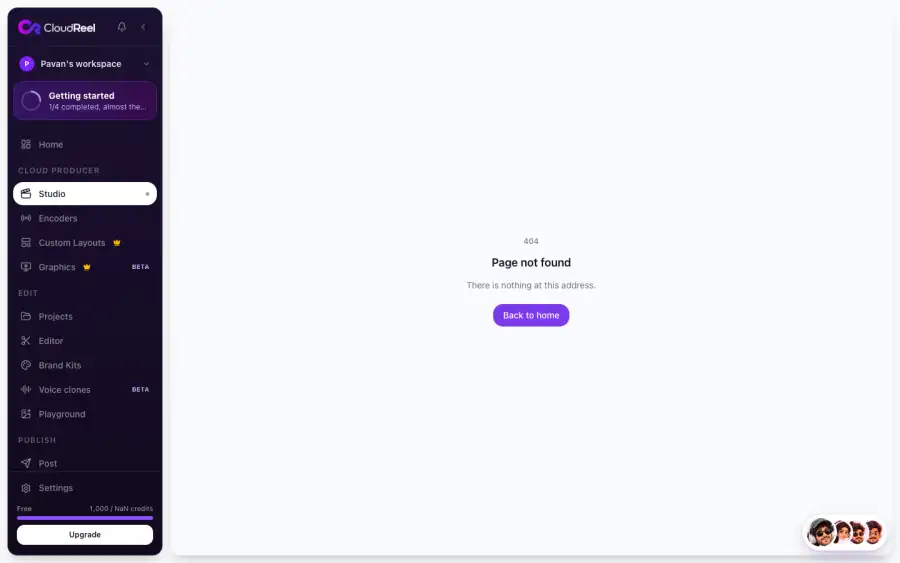 CloudReel
P Pavan's workspace
Getting started
1/4 completed, almost the...
Home
CLOUD PRODUCER
Studio
Encoders
Custom Layouts
Graphics BETA
EDIT
Projects
Editor
Brand Kits
Voice clones BETA
Playground
PUBLISH
Post
Settings
Free 1,000 / NaN credits
Upgrade
404
Page not found
There is nothing at this address.
Back to home